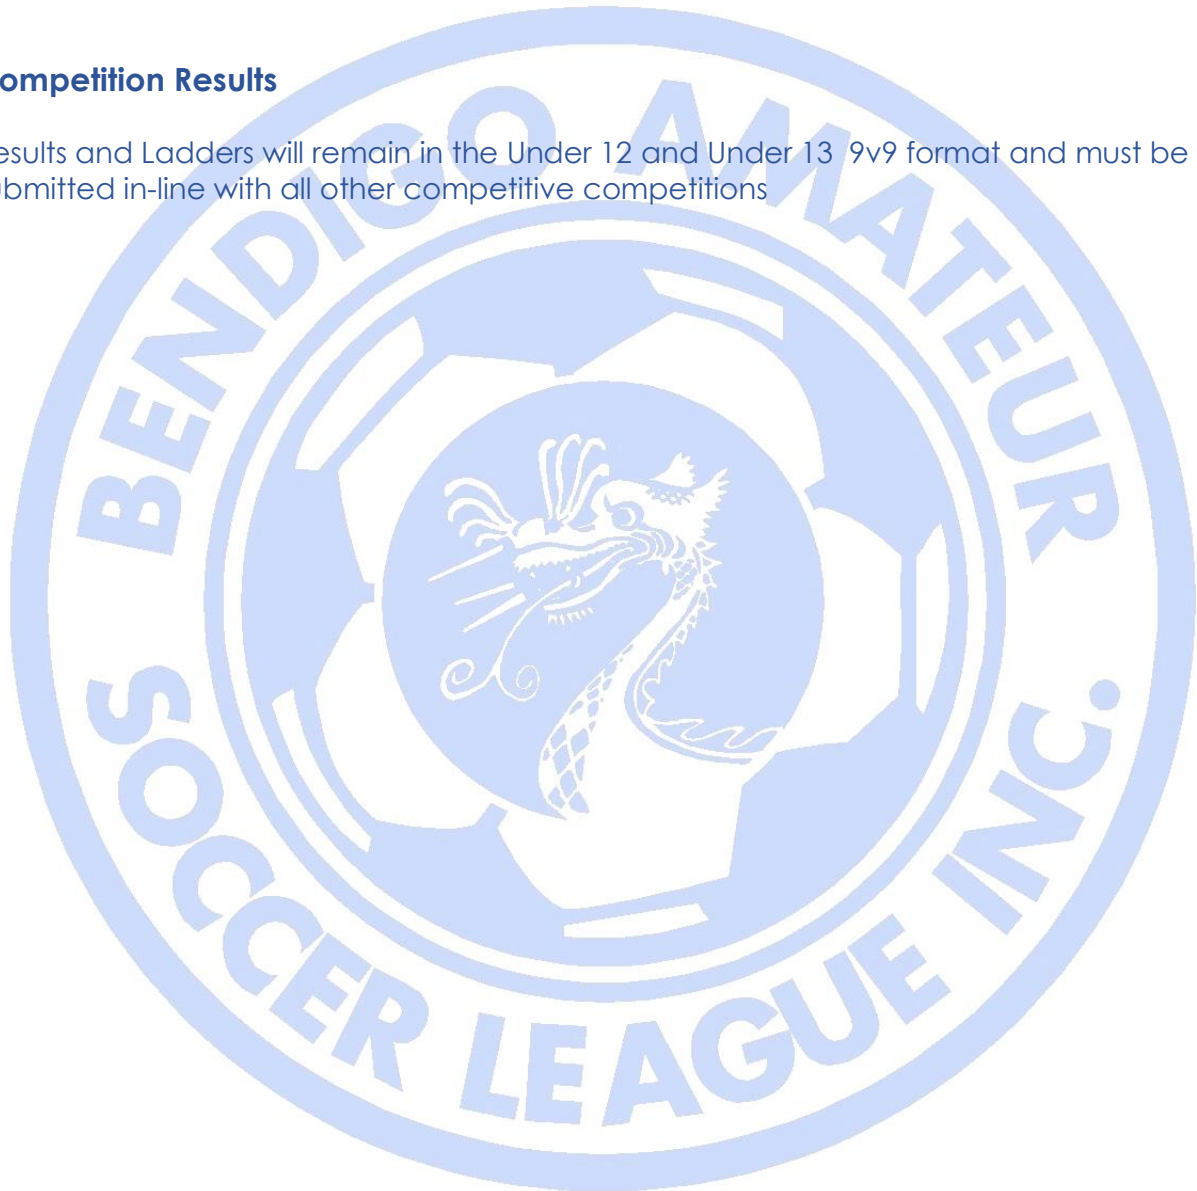 ompetition Results
esults and Ladders will remain in the Under 12 and Under 13 9v9 format and must be
ubmitted in-line with all other competitive competitions
BENDIGO AMATEUR
SOCCER LEAGUE INC.